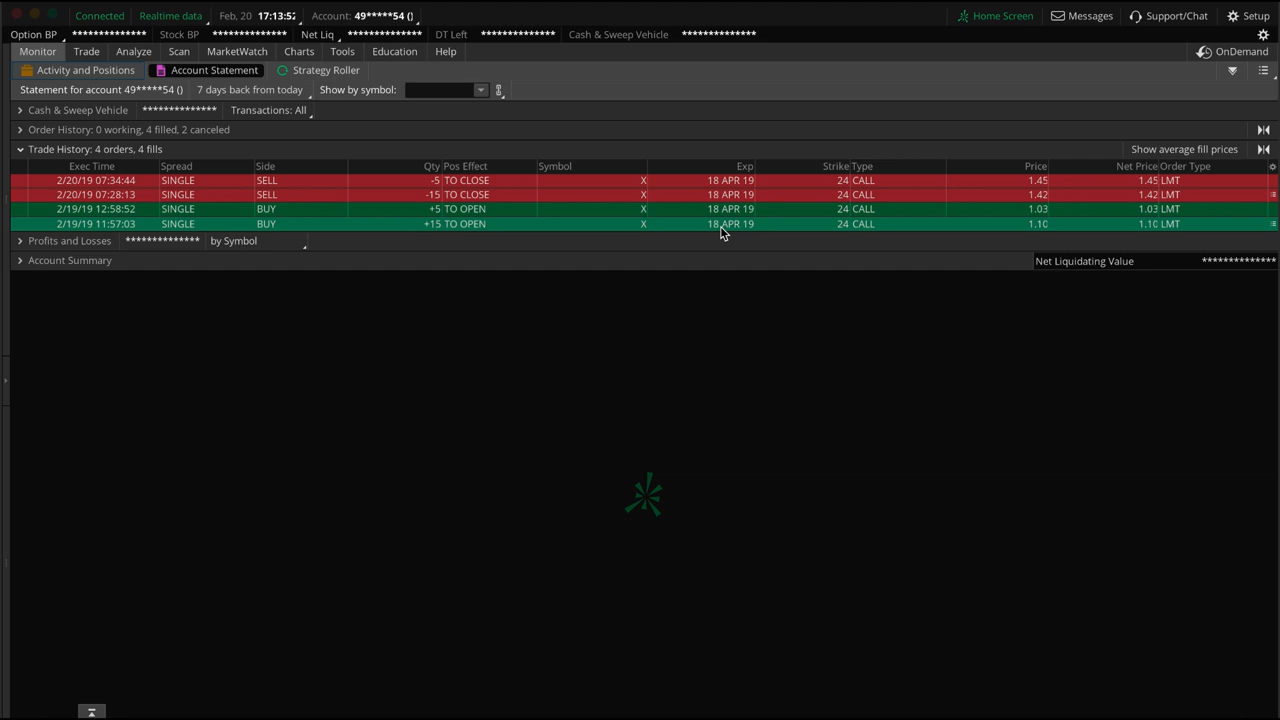 Connected Realtime data Feb, 20 17:13:52 Account: 49*****54 () Home Screen Messages Support/Chat Setup
Option BP ************** Stock BP ************** Net Liq ************** DT Left ************** Cash & Sweep Vehicle **************
Monitor Trade Analyze Scan MarketWatch Charts Tools Education Help OnDemand
Activity and Positions Account Statement Strategy Roller
Statement for account 49*****54 () 7 days back from today Show by symbol:
Cash & Sweep Vehicle ************** Transactions: All
Order History: 0 working, 4 filled, 2 canceled
Trade History: 4 orders, 4 fills Show average fill prices
Exec Time Spread Side Qty Pos Effect Symbol Exp Strike Type Price Net Price Order Type
2/20/19 07:34:44 SINGLE SELL -5 TO CLOSE X 18 APR 19 24 CALL 1.45 1.45 LMT
2/20/19 07:28:13 SINGLE SELL -15 TO CLOSE X 18 APR 19 24 CALL 1.42 1.42 LMT
2/19/19 12:58:52 SINGLE BUY +5 TO OPEN X 18 APR 19 24 CALL 1.03 1.03 LMT
2/19/19 11:57:03 SINGLE BUY +15 TO OPEN X 18 APR 19 24 CALL 1.10 1.10 LMT
Profits and Losses ************** by Symbol
Account Summary Net Liquidating Value **************